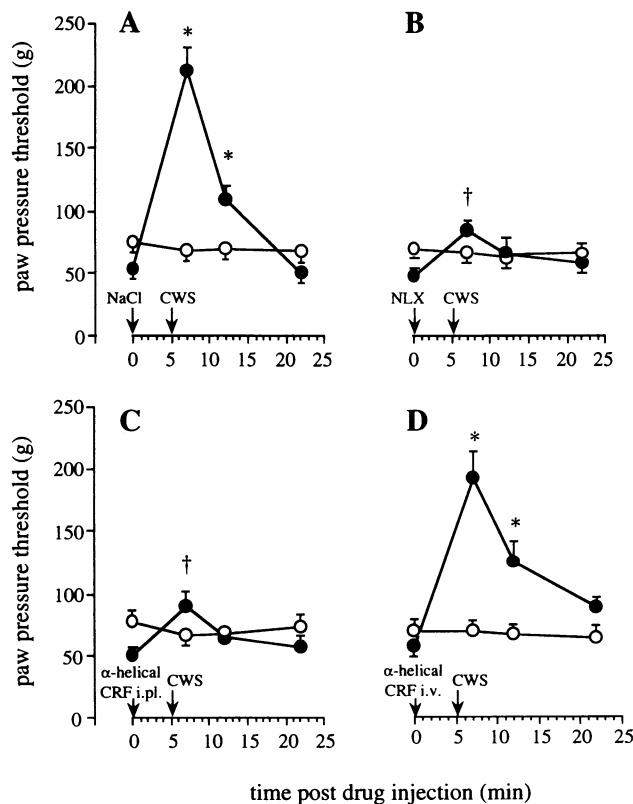 A
B
paw pressure threshold (g)
250
200
150
100
50
0
*
*
NaCl
CWS
0 5 10 15 20 25
†
NLX
CWS
0 5 10 15 20 25
C
D
paw pressure threshold (g)
250
200
150
100
50
0
†
α-helical
CRF i.pl.
CWS
0 5 10 15 20 25
*
*
α-helical
CRF i.v.
CWS
0 5 10 15 20 25
time post drug injection (min)